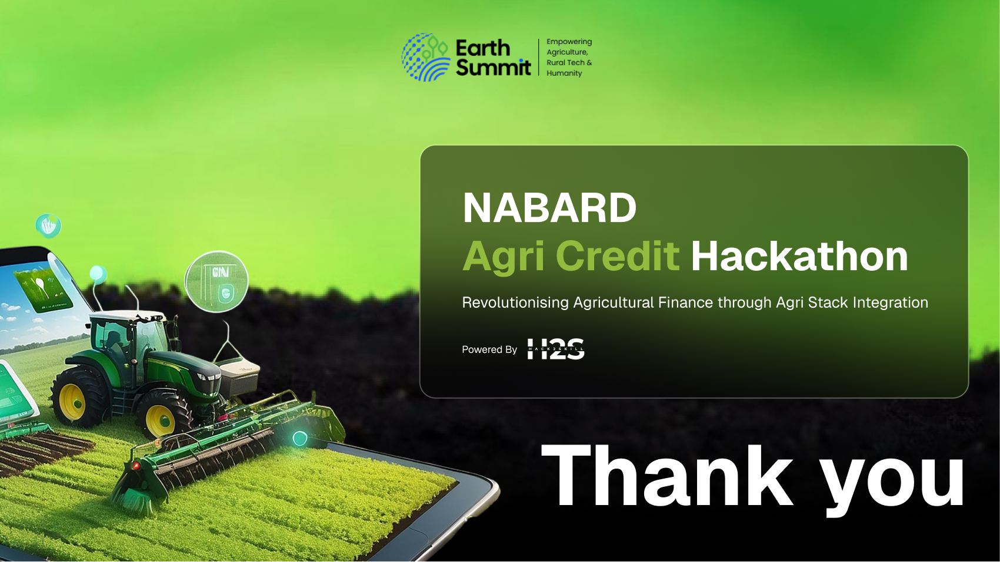 Earth
Summit
Empowering
Agriculture,
Rural Tech &
Humanity
NABARD
Agri Credit Hackathon
Revolutionising Agricultural Finance through Agri Stack Integration
Powered By H2S
HACK2SKILL
Thank you